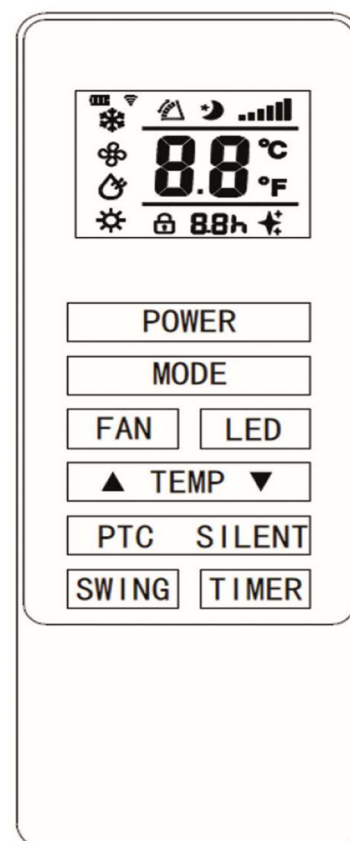 8.8 °C
°F
8.8h
POWER
MODE
FAN LED
▲ TEMP ▼
PTC SILENT
SWING TIMER